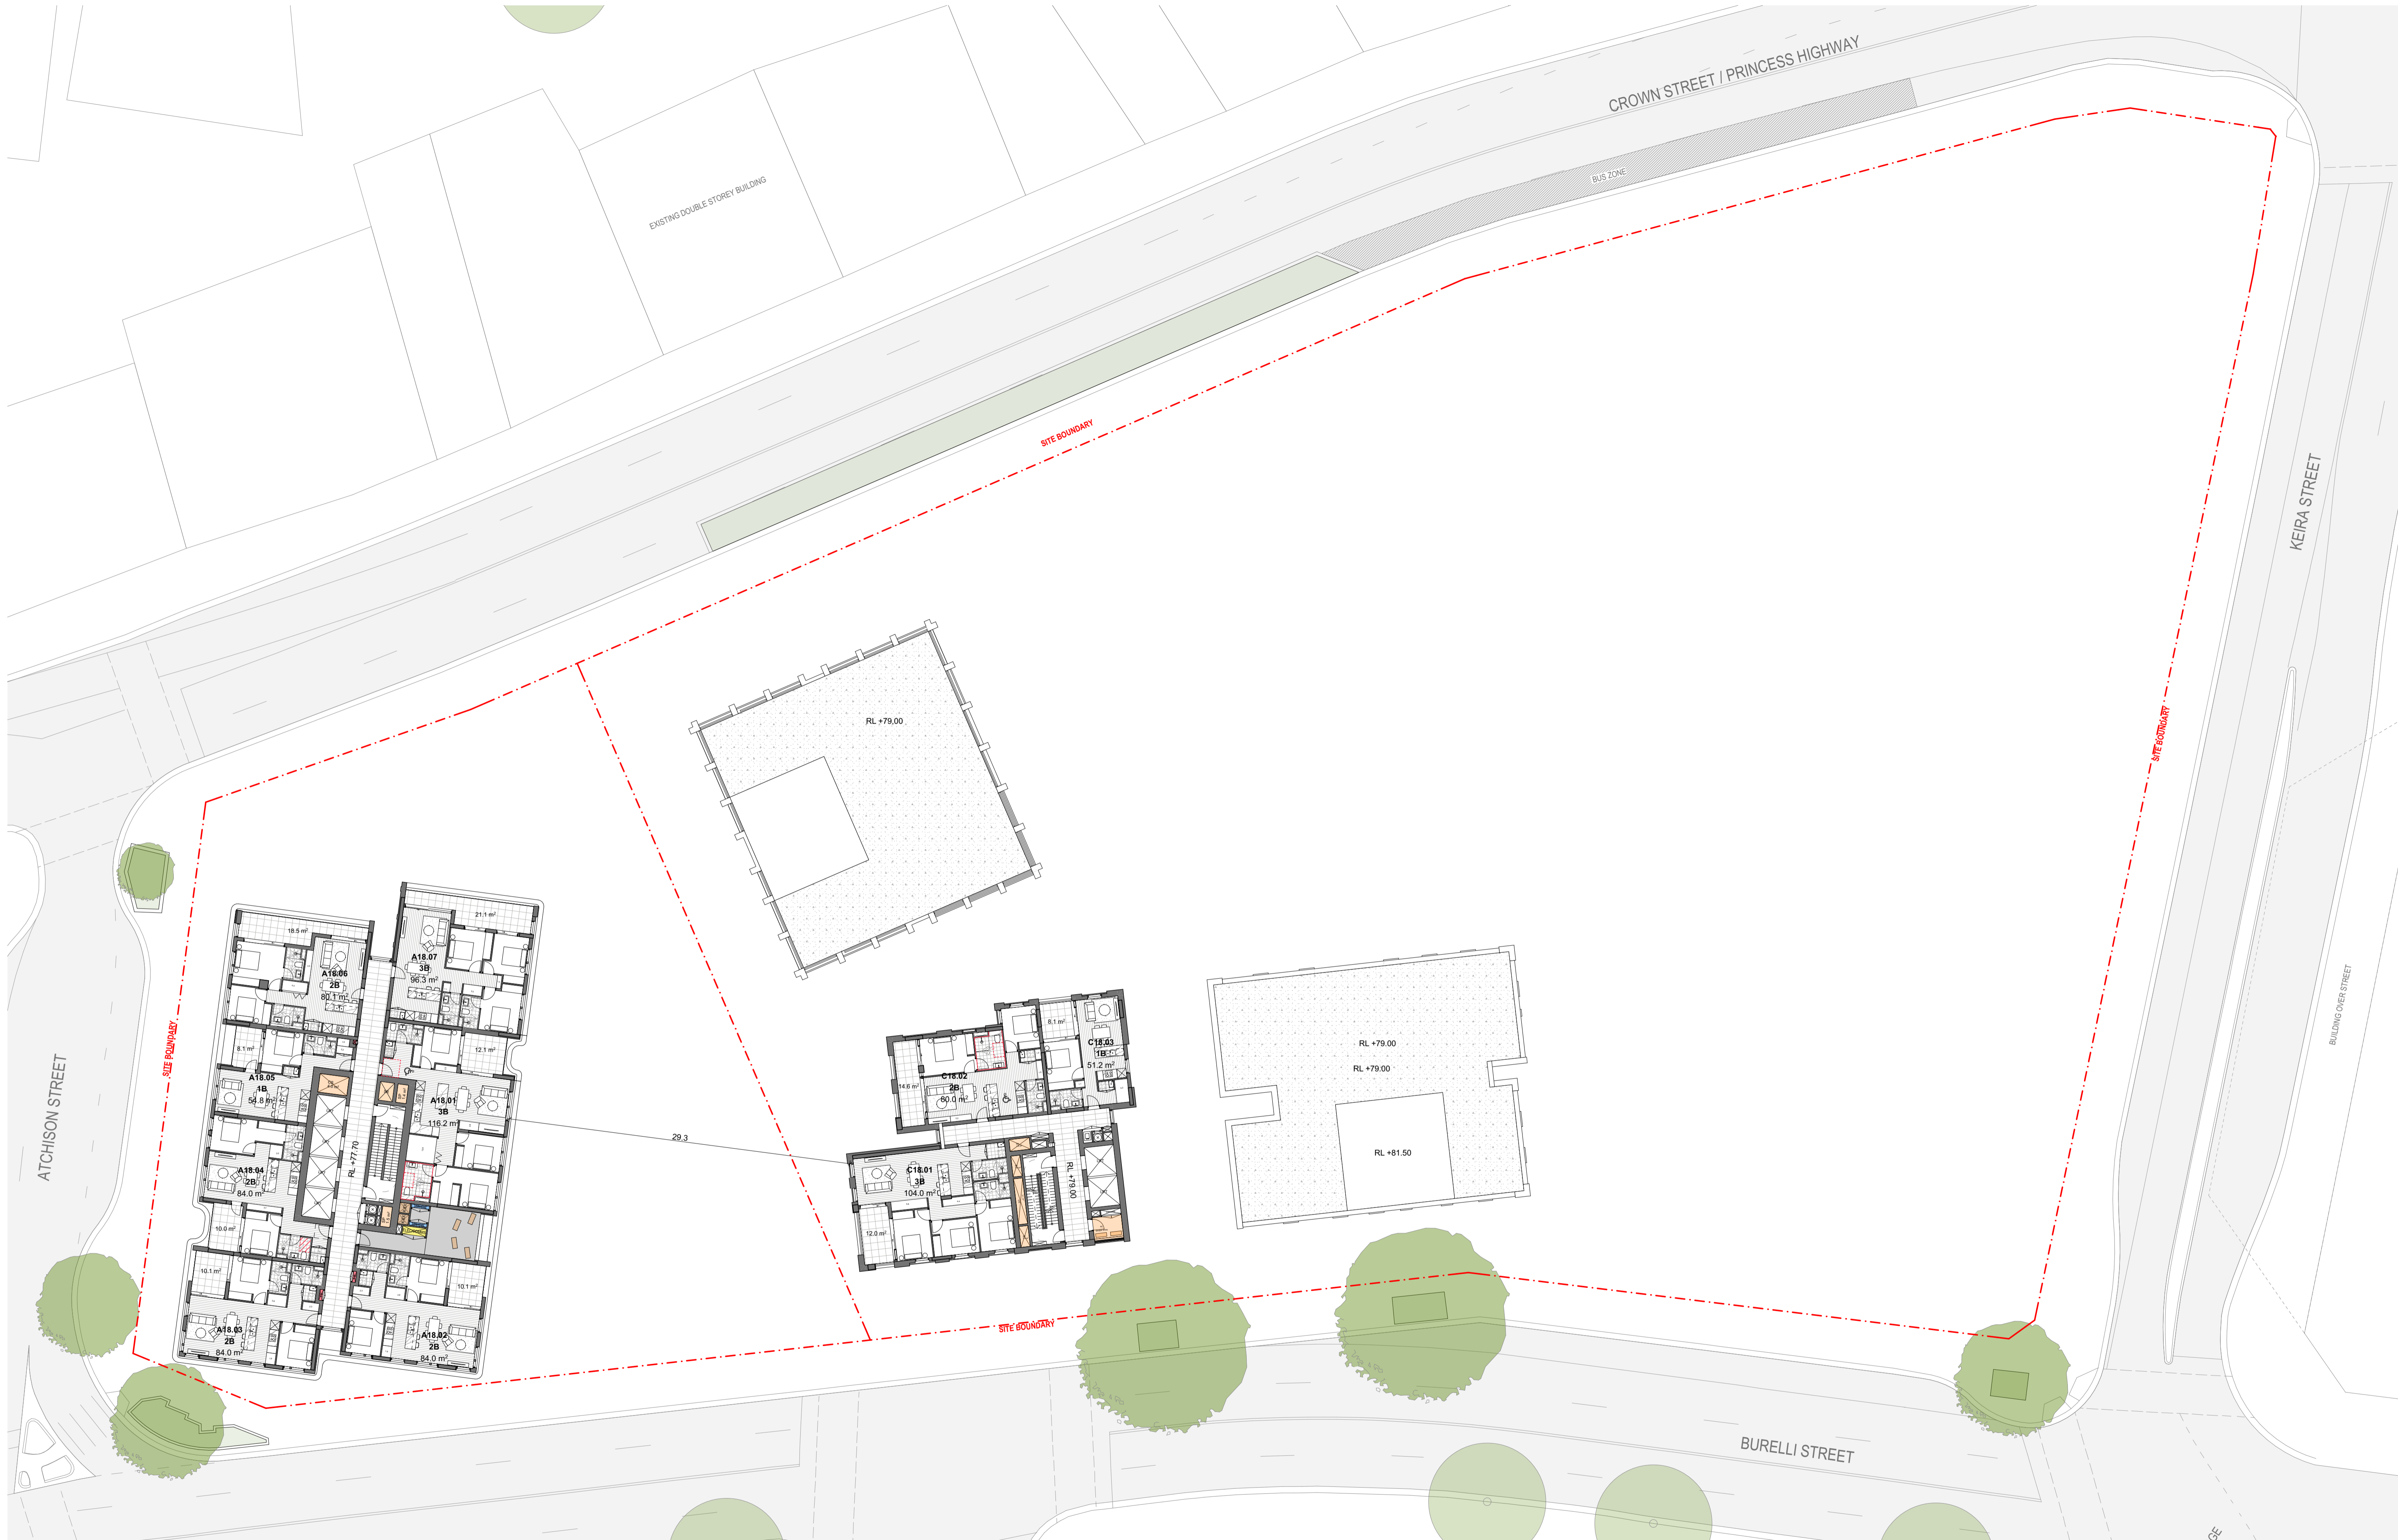 CROWN STREET / PRINCESS HIGHWAY
BUS ZONE
EXISTING DOUBLE STOREY BUILDING
SITE BOUNDARY
KEIRA STREET
SITE BOUNDARY
BUILDING OVER STREET
RL +79,00
21.1 m²
18.5 m²
A18.07
3B
96.3 m²
A18.06
2B
80.1 m²
SITE BOUNDARY
ATCHISON STREET
8.1 m²
12.1 m²
A18.05
1B
54.8 m²
A18.01
3B
116.2 m²
RL +77.70
A18.04
2B
84.0 m²
10.0 m²
10.1 m²
10.1 m²
A18.03
2B
84.0 m²
A18.02
2B
84.0 m²
29.3
8.1 m²
C18.03
1B
51.2 m²
14.6 m²
C18.02
2B
80.0 m²
C18.01
3B
104.0 m²
12.0 m²
RL +79.00
RL +79.00
RL +79.00
RL +81.50
SITE BOUNDARY
BURELLI STREET
GE